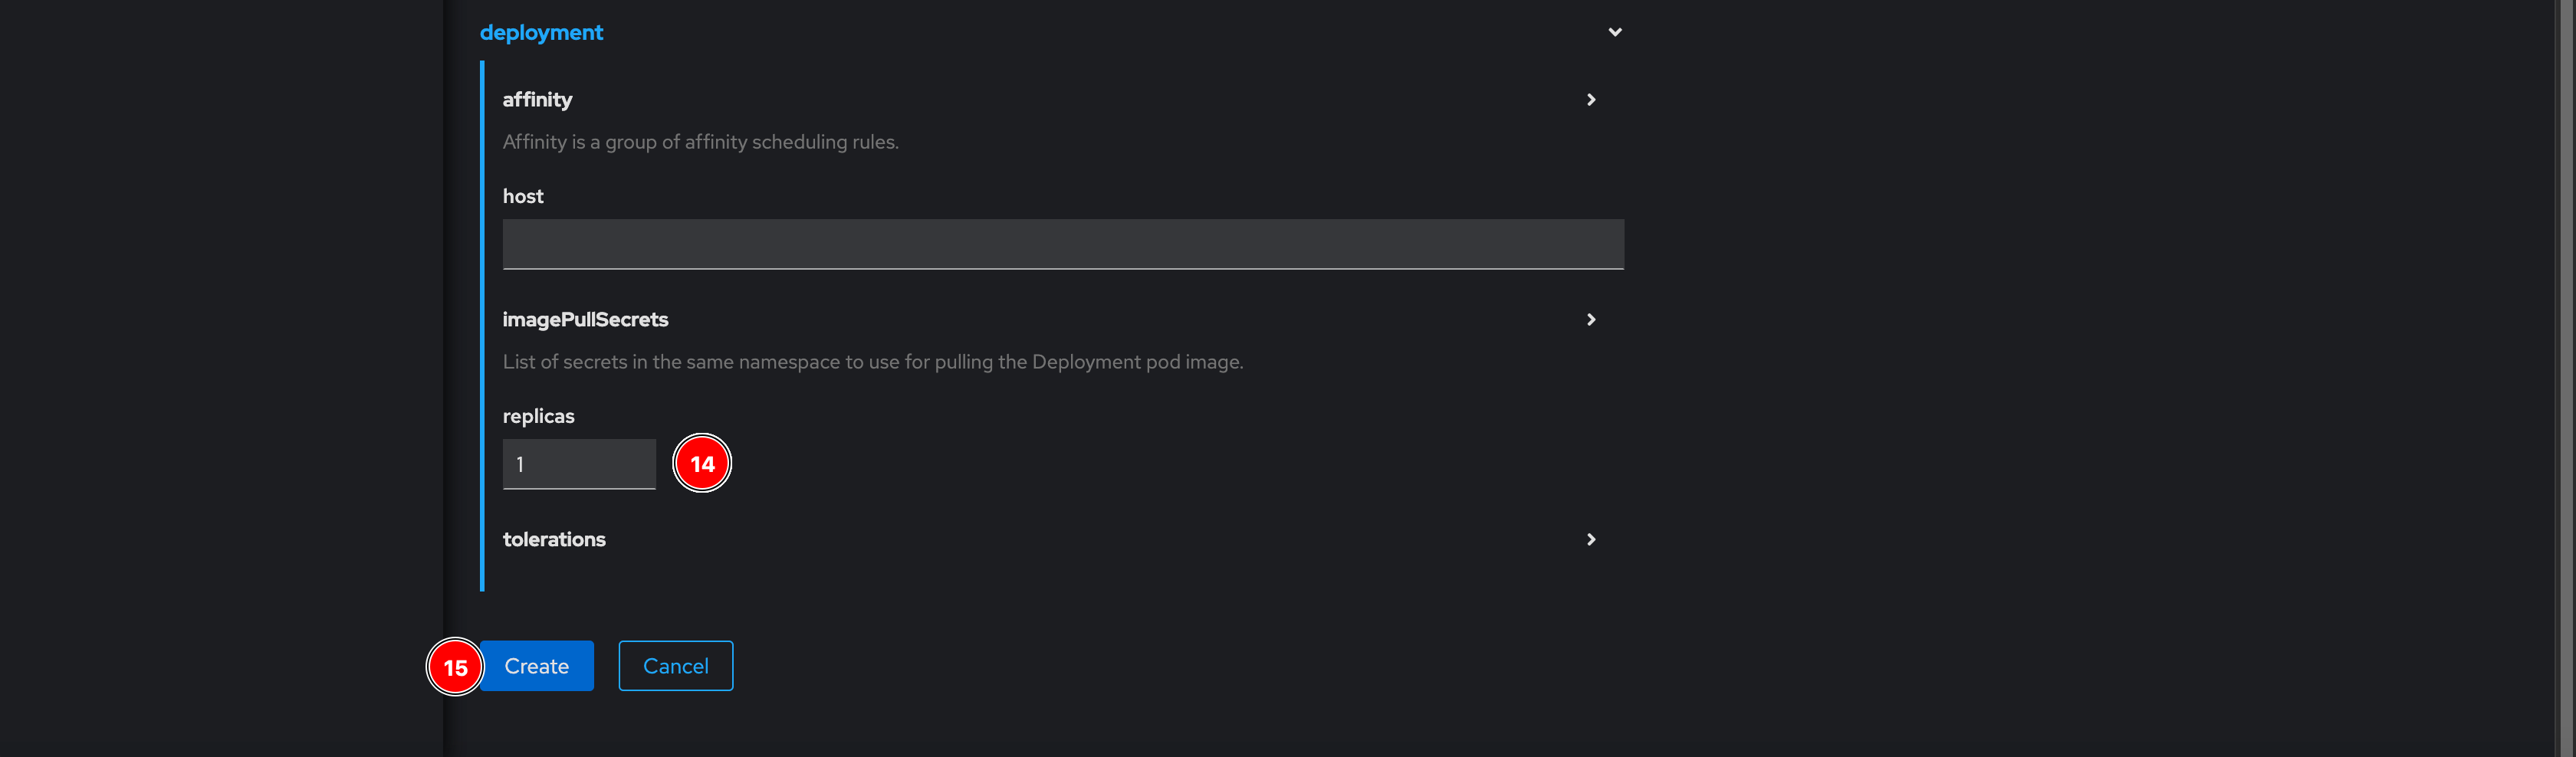 deployment
affinity
Affinity is a group of affinity scheduling rules.
host
imagePullSecrets
List of secrets in the same namespace to use for pulling the Deployment pod image.
replicas
1
14
tolerations
15
Create
Cancel